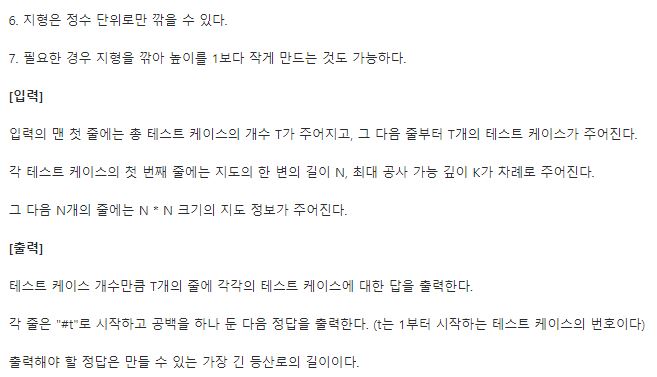 6. 지형은 정수 단위로만 깎을 수 있다.
7. 필요한 경우 지형을 깎아 높이를 1보다 작게 만드는 것도 가능하다.
[입력]
입력의 맨 첫 줄에는 총 테스트 케이스의 개수 T가 주어지고, 그 다음 줄부터 T개의 테스트 케이스가 주어진다.
각 테스트 케이스의 첫 번째 줄에는 지도의 한 변의 길이 N, 최대 공사 가능 깊이 K가 차례로 주어진다.
그 다음 N개의 줄에는 N * N 크기의 지도 정보가 주어진다.
[출력]
테스트 케이스 개수만큼 T개의 줄에 각각의 테스트 케이스에 대한 답을 출력한다.
각 줄은 "#t"로 시작하고 공백을 하나 둔 다음 정답을 출력한다. (t는 1부터 시작하는 테스트 케이스의 번호이다)
출력해야 할 정답은 만들 수 있는 가장 긴 등산로의 길이이다.